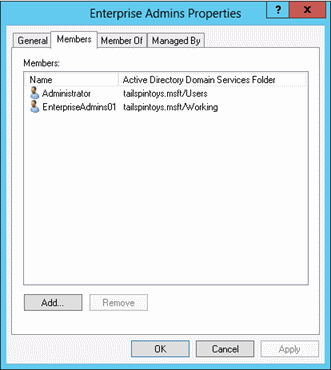 Enterprise Admins Properties ? X
General Members Member Of Managed By
Members:
Name Active Directory Domain Services Folder
Administrator tailspintoys.msft/Users
EnterpriseAdmins01 tailspintoys.msft/Working
Add... Remove
OK Cancel Apply